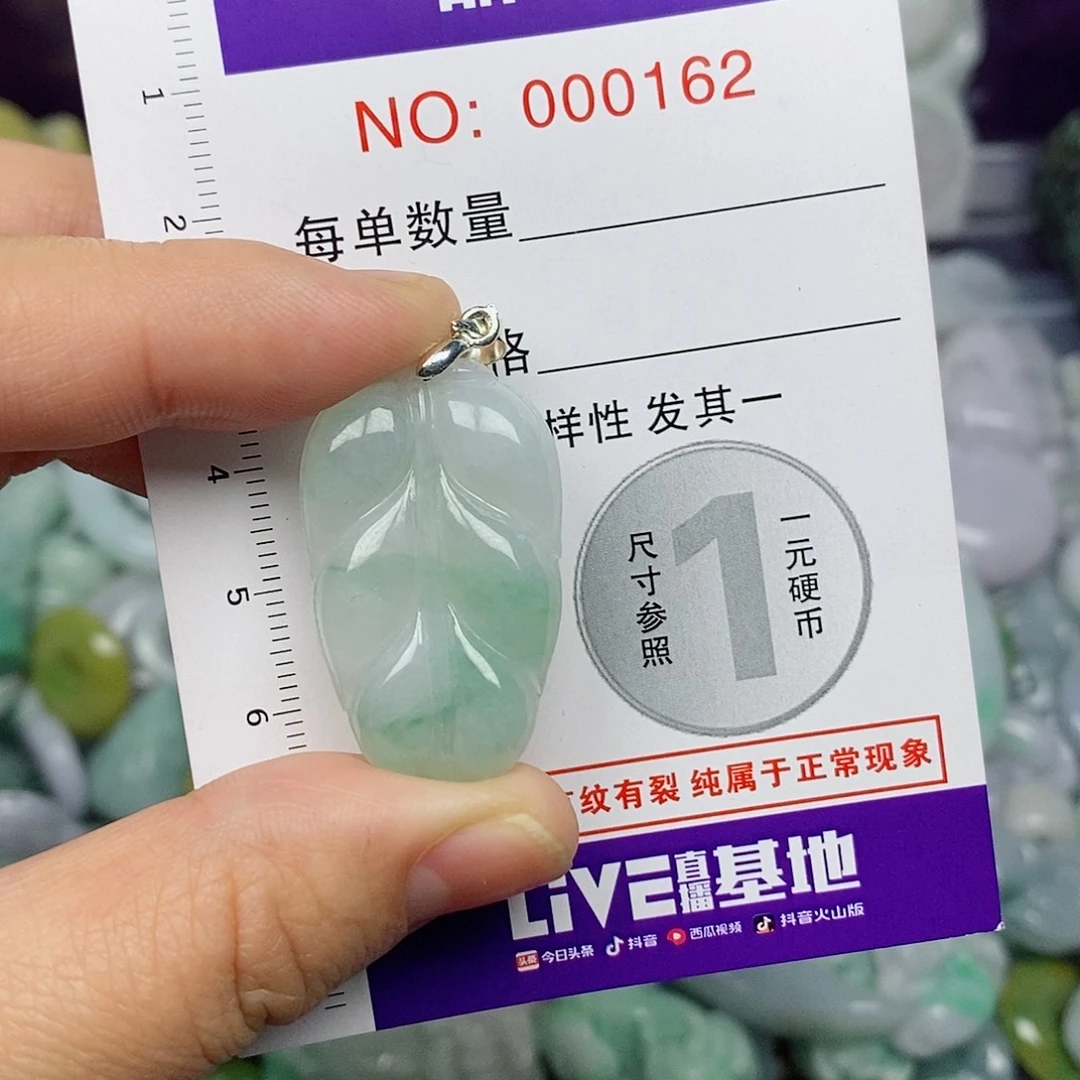 NO: 000162
每单数量
格
样性 发其一
1
一元硬币
尺寸参照
纹有裂 纯属于正常现象
LiVE直播基地
头条 今日头条 抖音 西瓜视频 抖音火山版
1
2
4
5
6